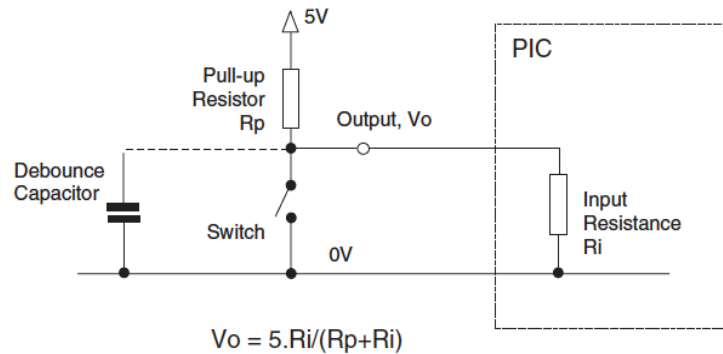 5V
PIC
Pull-up
Resistor
Rp
Output, Vo
Debounce
Capacitor
Switch
Input
Resistance
Ri
0V
Vo = 5.Ri/(Rp+Ri)